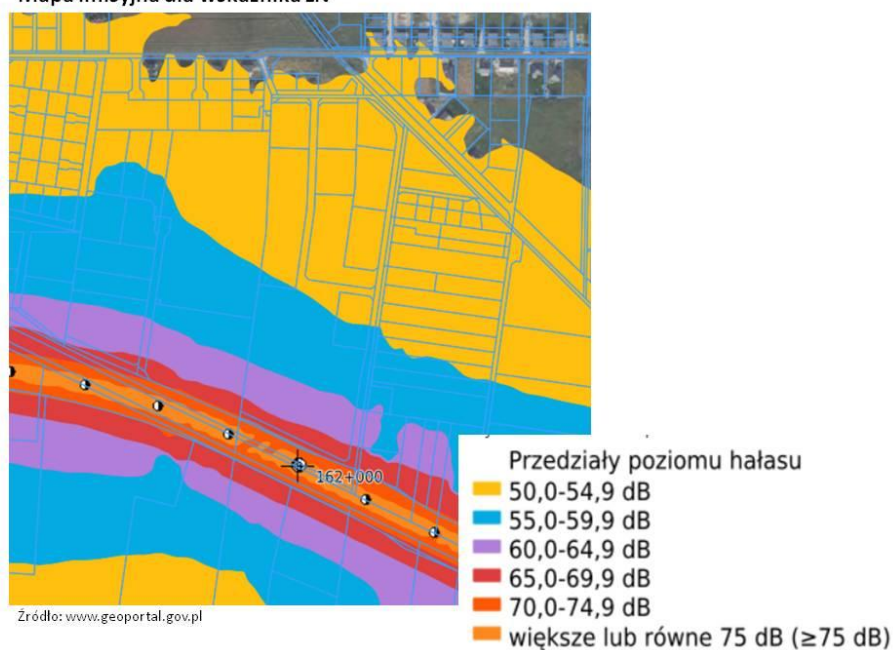 162+000
Przedziały poziomu hałasu
50,0-54,9 dB
55,0-59,9 dB
60,0-64,9 dB
65,0-69,9 dB
70,0-74,9 dB
większe lub równe 75 dB (≥75 dB)
Źródło: www.geoportal.gov.pl